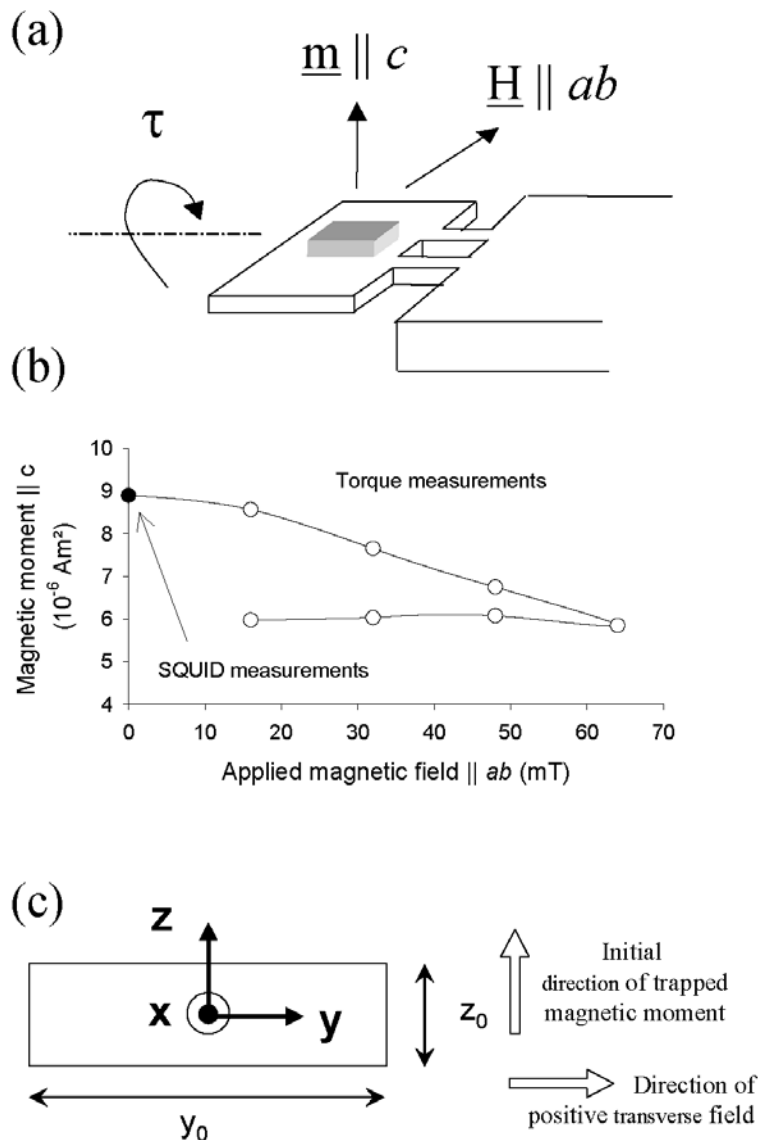 (a)
m || c
H || ab
τ
(b)
Magnetic moment || c
(10⁻⁶ Am²)
10
9
8
7
6
5
4
Torque measurements
SQUID measurements
0 10 20 30 40 50 60 70
Applied magnetic field || ab (mT)
(c)
z
x
y
z₀
y₀
Initial
direction of trapped
magnetic moment
Direction of
positive transverse field